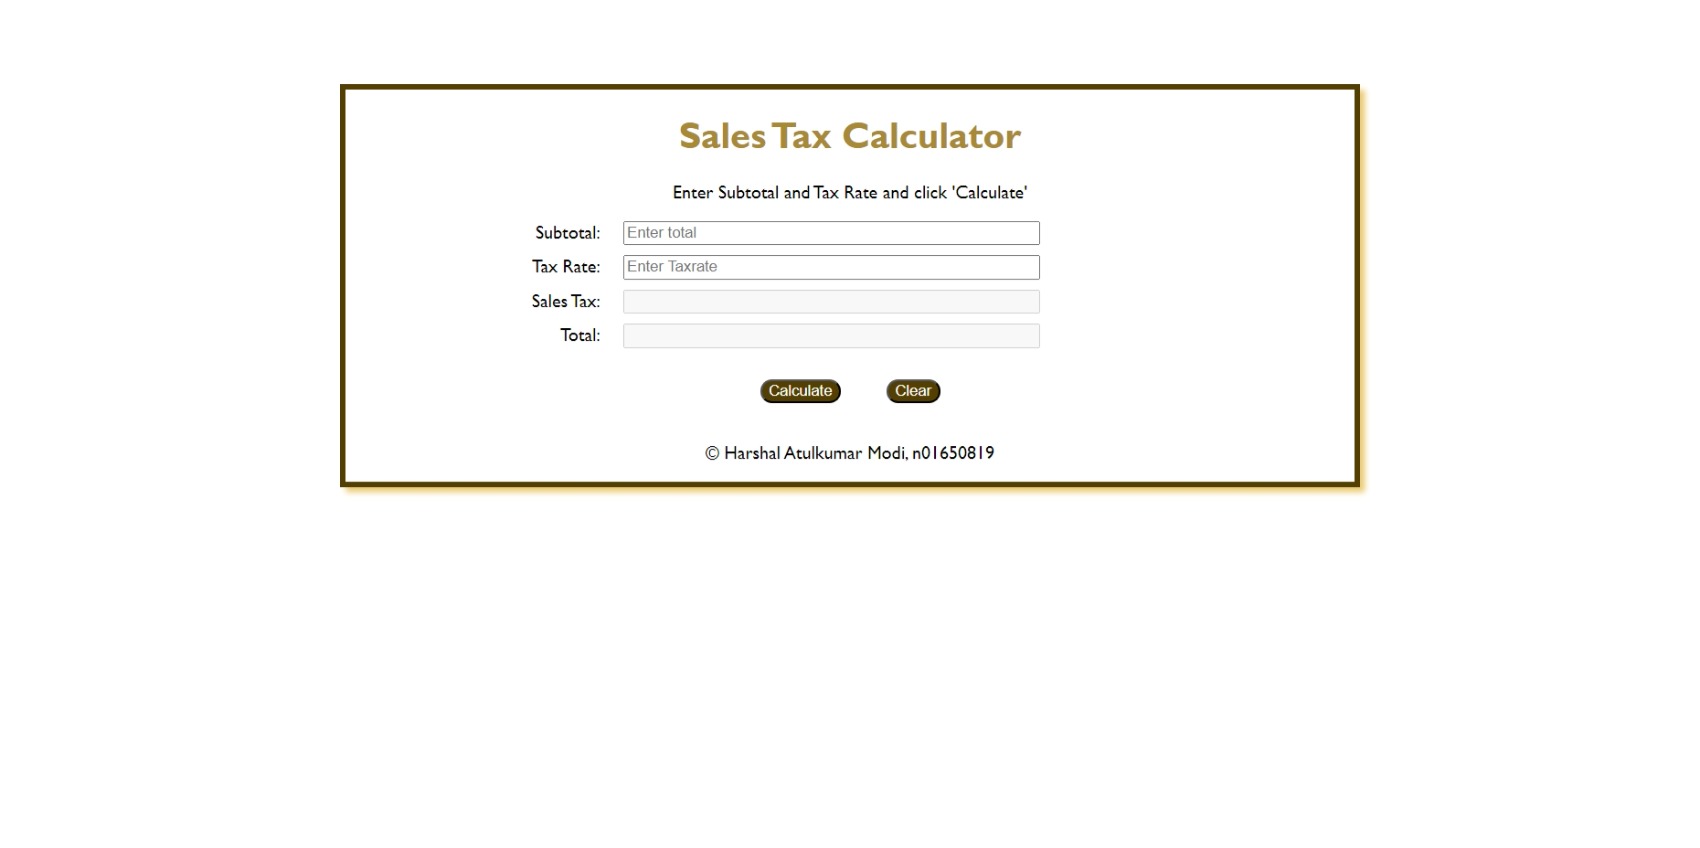 Sales Tax Calculator
Enter Subtotal and Tax Rate and click 'Calculate'
Subtotal: Enter total
Tax Rate: Enter Taxrate
Sales Tax:
Total:
Calculate Clear
© Harshal Atulkumar Modi, n01650819